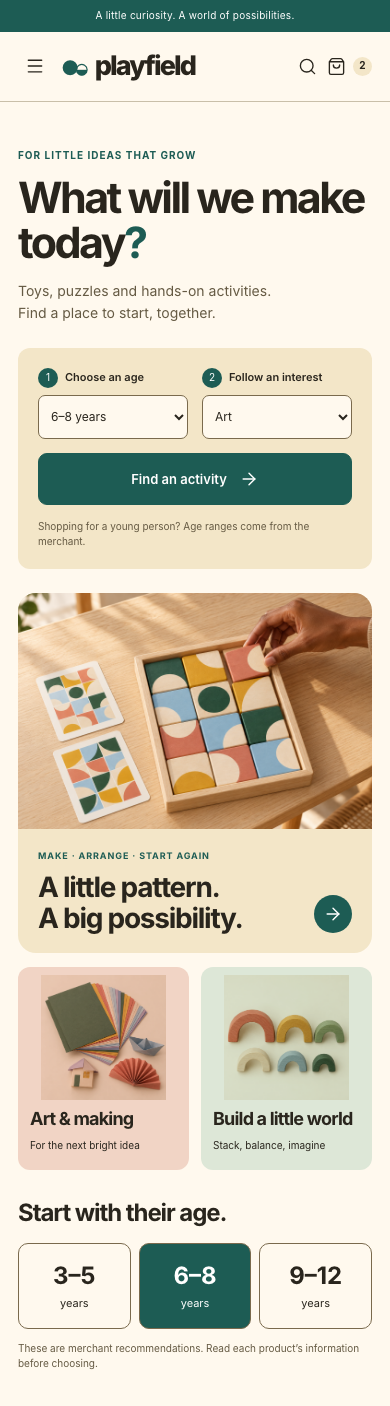 A little curiosity. A world of possibilities.
playfield
2
FOR LITTLE IDEAS THAT GROW
What will we make
today?
Toys, puzzles and hands-on activities.
Find a place to start, together.
1 Choose an age
2 Follow an interest
6–8 years
Art
Find an activity
Shopping for a young person? Age ranges come from the
merchant.
MAKE · ARRANGE · START AGAIN
A little pattern.
A big possibility.
Art & making
For the next bright idea
Build a little world
Stack, balance, imagine
Start with their age.
3–5
years
6–8
years
9–12
years
These are merchant recommendations. Read each product's information
before choosing.